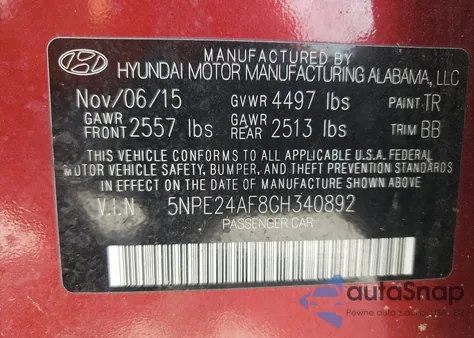 MANUFACTURED BY
HYUNDAI MOTOR MANUFACTURING ALABAMA, LLC
Nov/06/15 GVWR 4497 lbs PAINT TR
GAWR FRONT 2557 lbs GAWR REAR 2513 lbs TRIM BB
THIS VEHICLE CONFORMS TO ALL APPLICABLE U.S.A. FEDERAL
MOTOR VEHICLE SAFETY, BUMPER, AND THEFT PREVENTION
STANDARDS IN EFFECT ON THE DATE OF MANUFACTURE SHOWN ABOVE.
V.I.N 5NPE24AF8GH340892
PASSENGER CAR
autoSnap
Pewne auto z